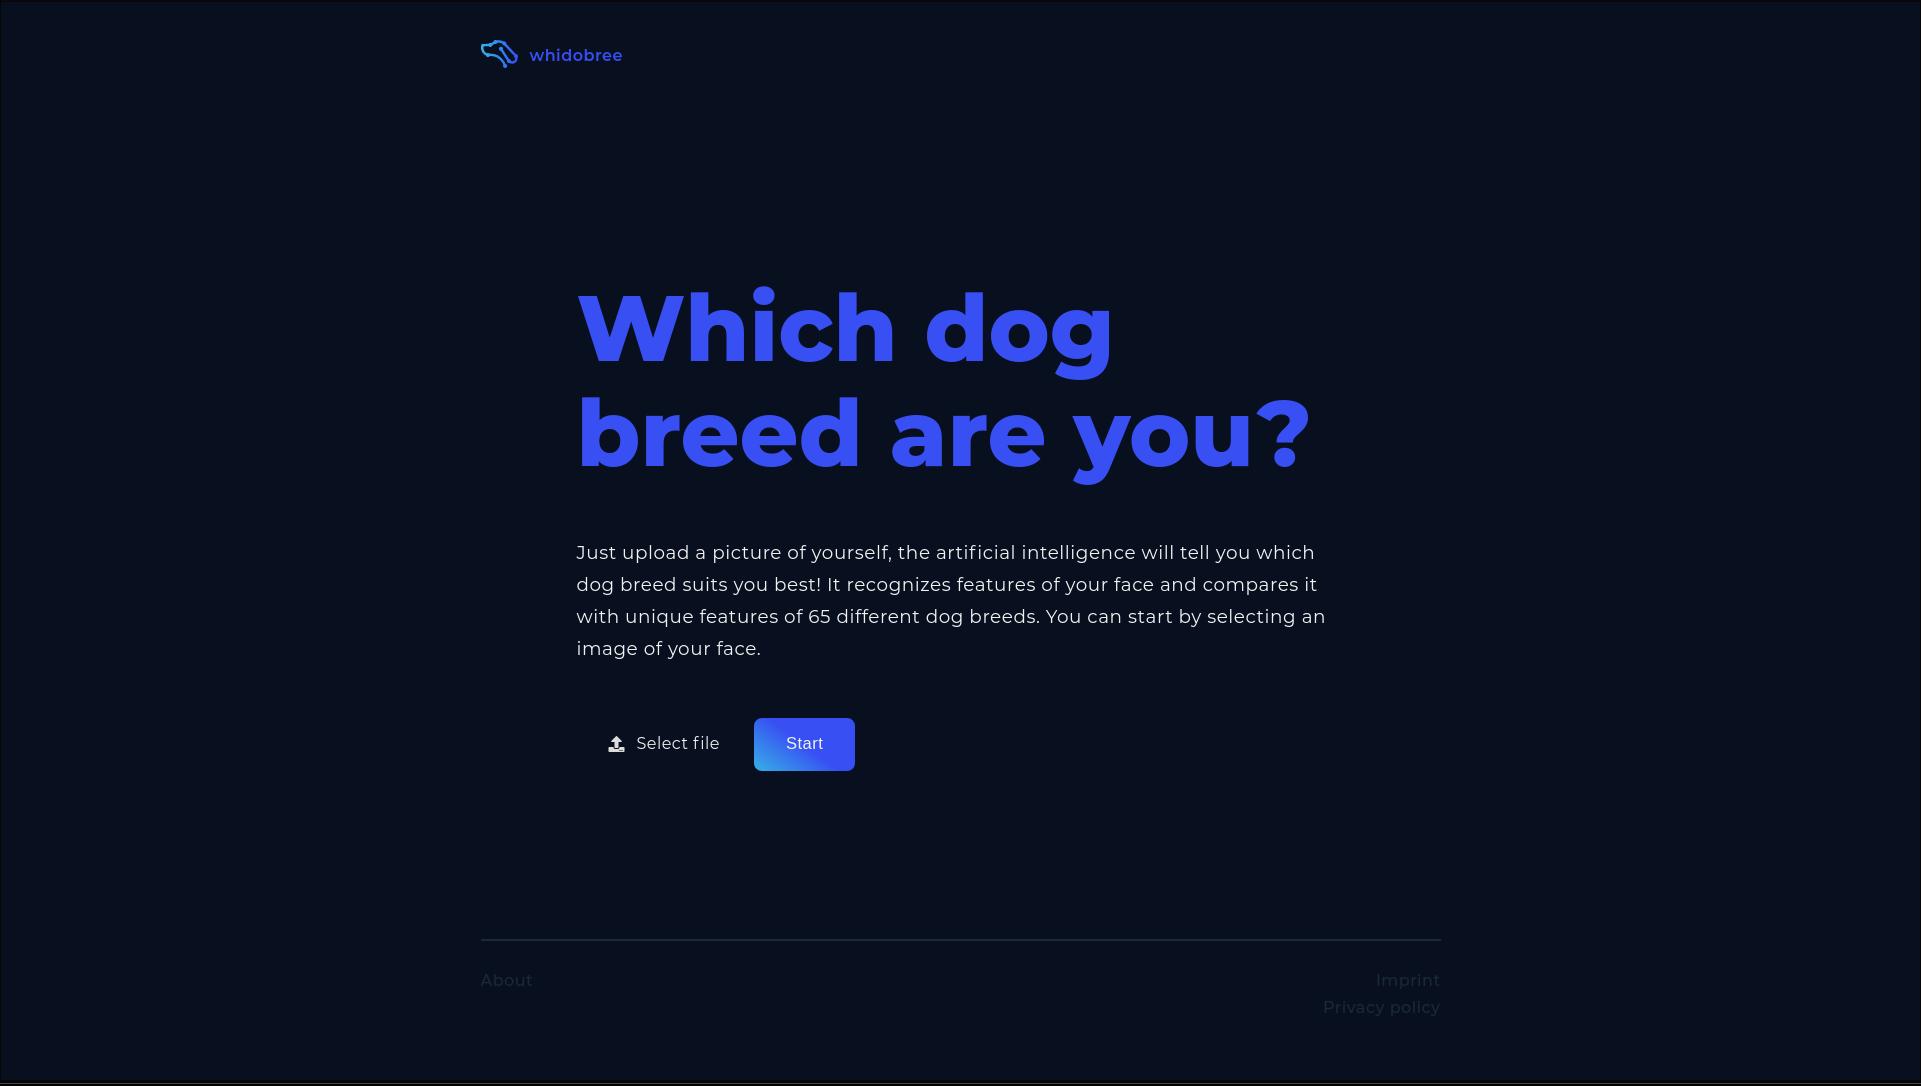 whidobree
Which dog
breed are you?
Just upload a picture of yourself, the artificial intelligence will tell you which
dog breed suits you best! It recognizes features of your face and compares it
with unique features of 65 different dog breeds. You can start by selecting an
image of your face.
Select file
Start
About
Imprint
Privacy policy